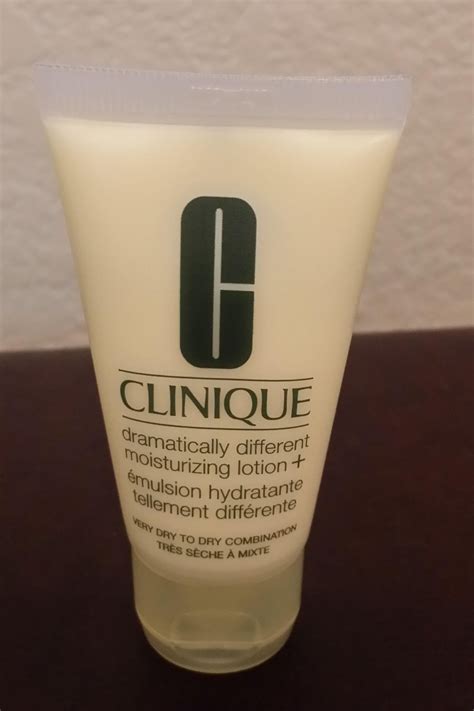 C
CLINIQUE
dramatically different
moisturizing lotion+
émulsion hydratante
tellement différente
VERY DRY TO DRY COMBINATION
TRÈS SÈCHE À MIXTE